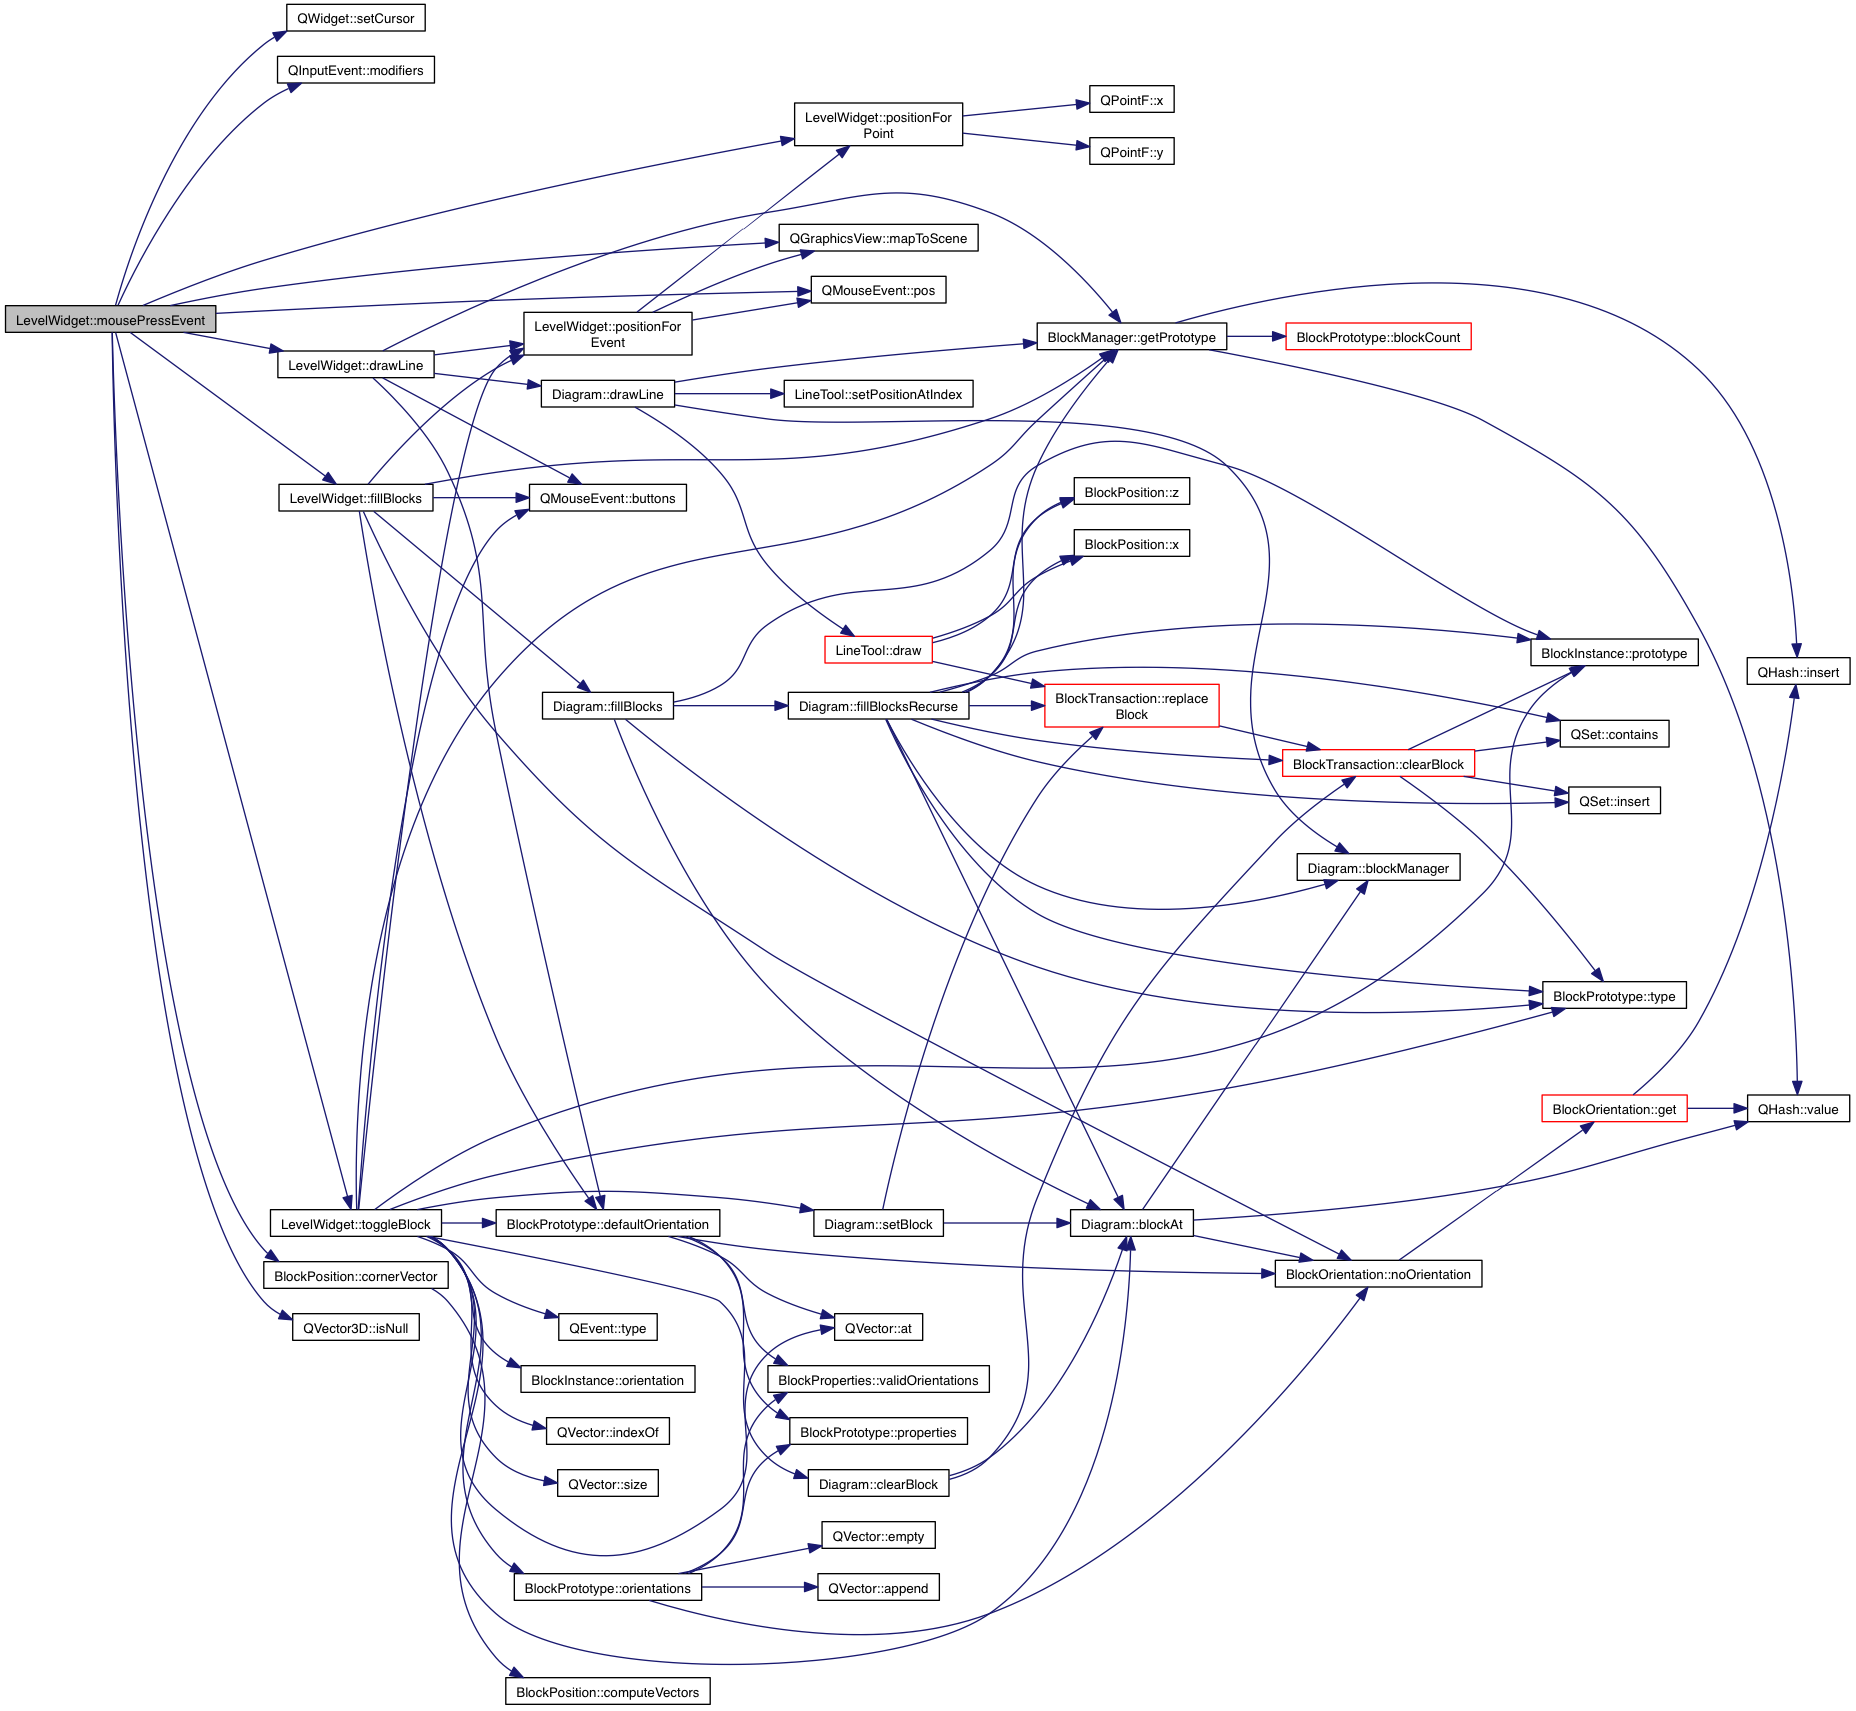 QWidget::setCursor
QInputEvent::modifiers
QPointF::x
LevelWidget::positionFor
Point
QPointF::y
QGraphicsView::mapToScene
QMouseEvent::pos
LevelWidget::mousePressEvent
LevelWidget::positionFor
Event
BlockManager::getPrototype
BlockPrototype::blockCount
LevelWidget::drawLine
Diagram::drawLine
LineTool::setPositionAtIndex
LevelWidget::fillBlocks
QMouseEvent::buttons
BlockPosition::z
BlockPosition::x
LineTool::draw
BlockInstance::prototype
QHash::insert
Diagram::fillBlocks
Diagram::fillBlocksRecurse
BlockTransaction::replace
Block
QSet::contains
BlockTransaction::clearBlock
QSet::insert
Diagram::blockManager
BlockPrototype::type
BlockOrientation::get
QHash::value
LevelWidget::toggleBlock
BlockPrototype::defaultOrientation
Diagram::setBlock
Diagram::blockAt
BlockPosition::cornerVector
BlockOrientation::noOrientation
QVector3D::isNull
QEvent::type
QVector::at
BlockInstance::orientation
BlockProperties::validOrientations
QVector::indexOf
BlockPrototype::properties
QVector::size
Diagram::clearBlock
QVector::empty
BlockPrototype::orientations
QVector::append
BlockPosition::computeVectors